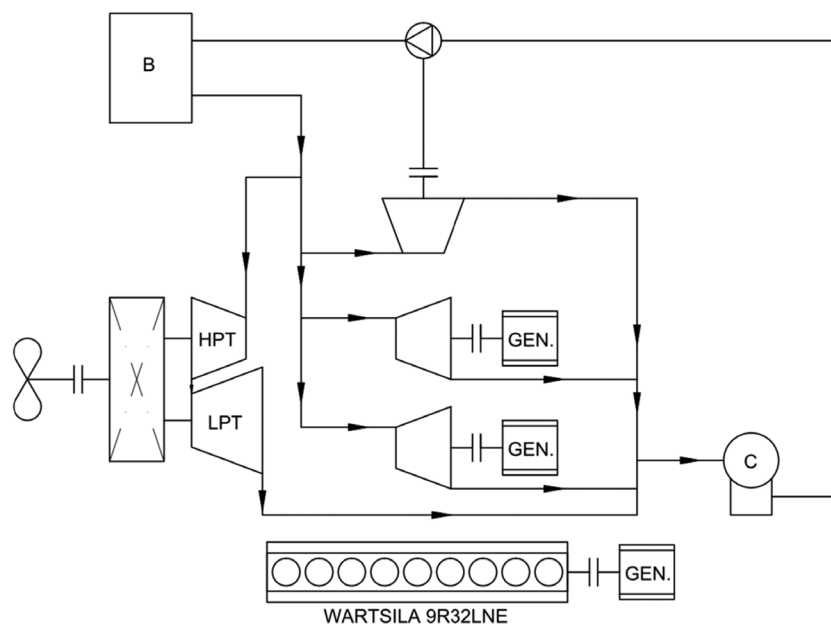 B
HPT
GEN.
LPT
GEN.
C
GEN.
WARTSILA 9R32LNE